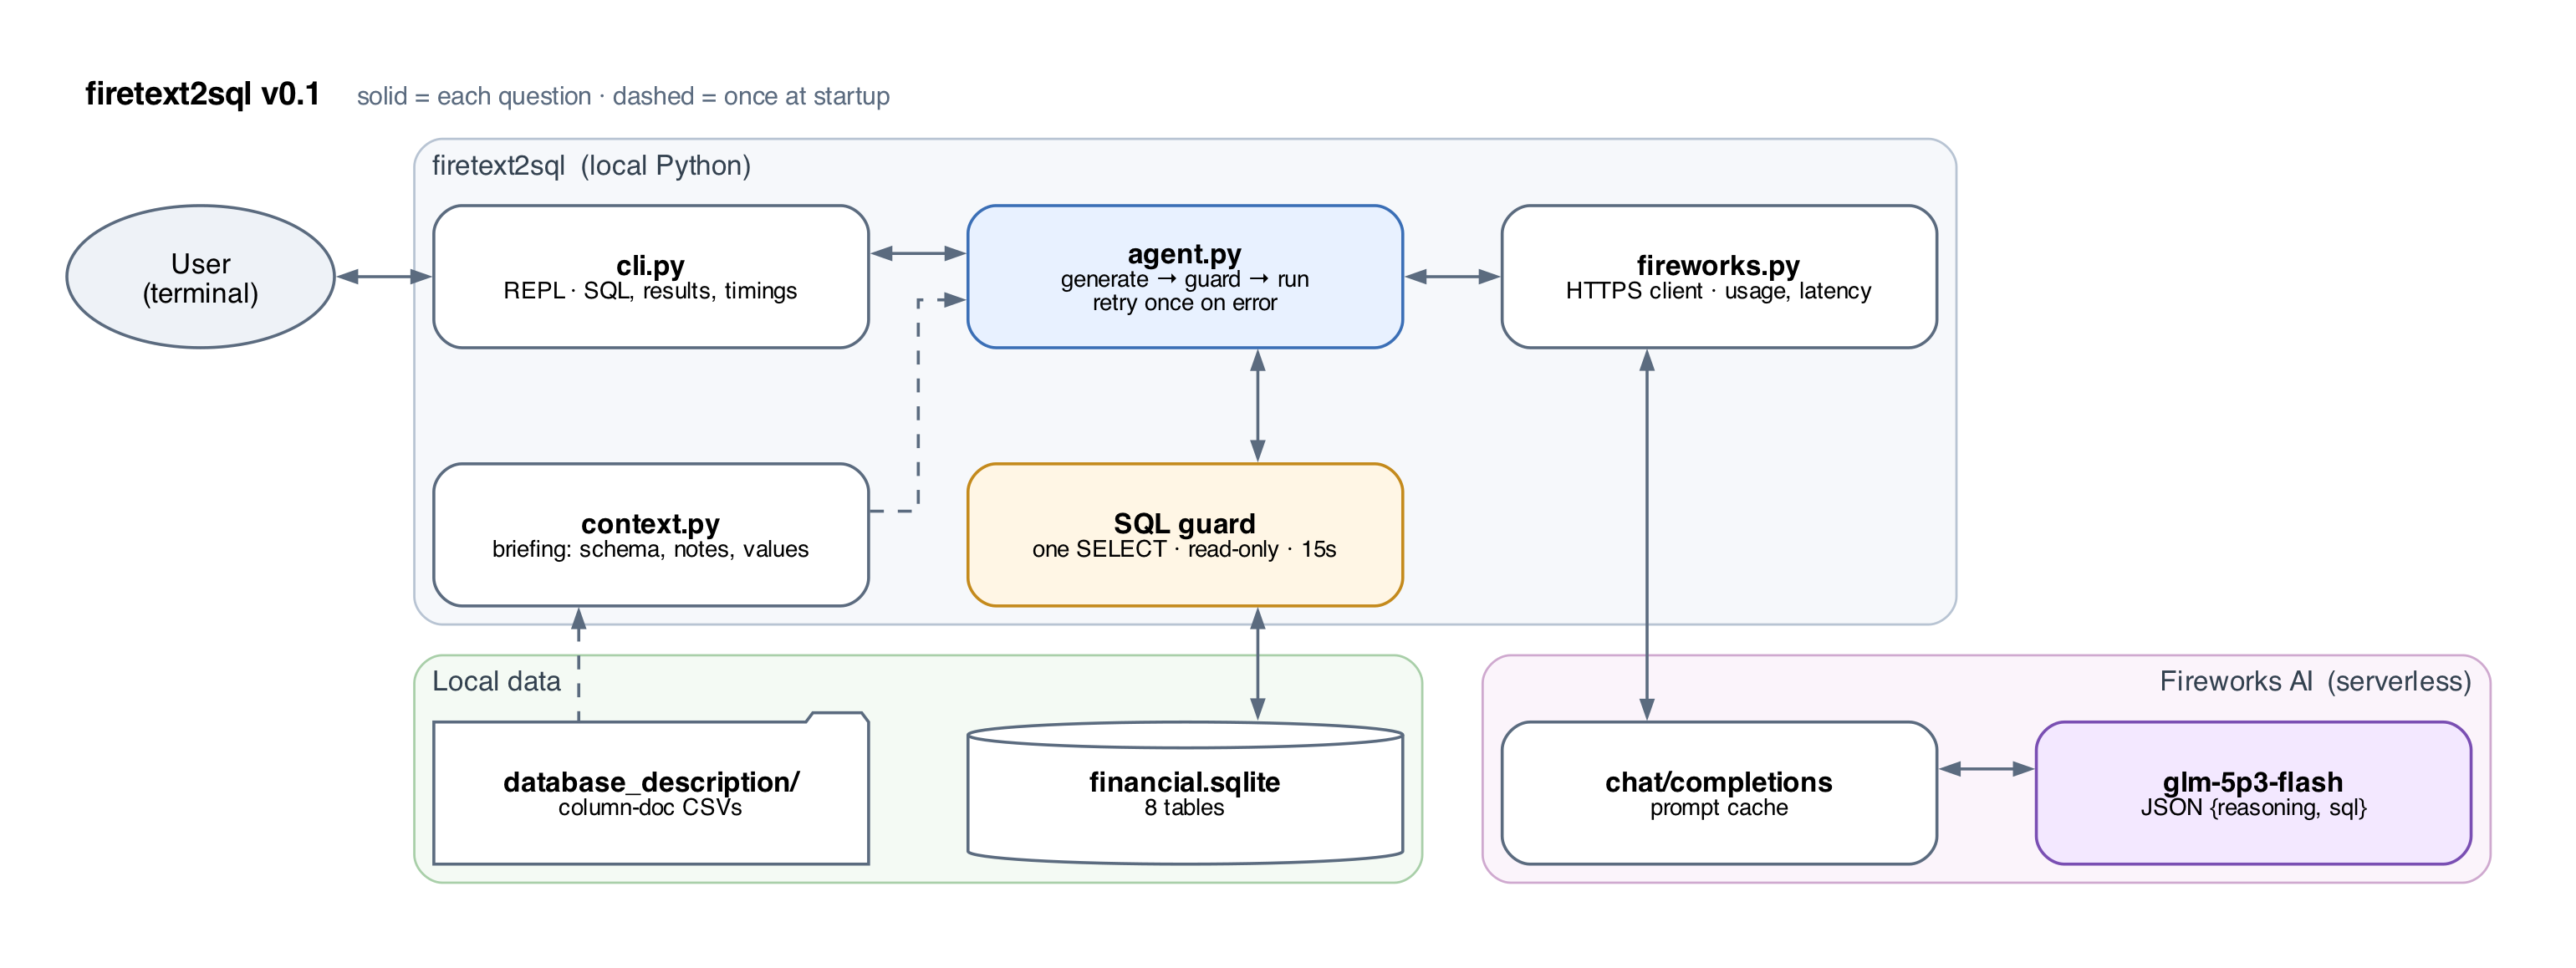 firetext2sql v0.1 solid = each question · dashed = once at startup
firetext2sql (local Python)
User
(terminal)
cli.py
REPL · SQL, results, timings
agent.py
generate → guard → run
retry once on error
fireworks.py
HTTPS client · usage, latency
context.py
briefing: schema, notes, values
SQL guard
one SELECT · read-only · 15s
Local data
database_description/
column-doc CSVs
financial.sqlite
8 tables
Fireworks AI (serverless)
chat/completions
prompt cache
glm-5p3-flash
JSON {reasoning, sql}